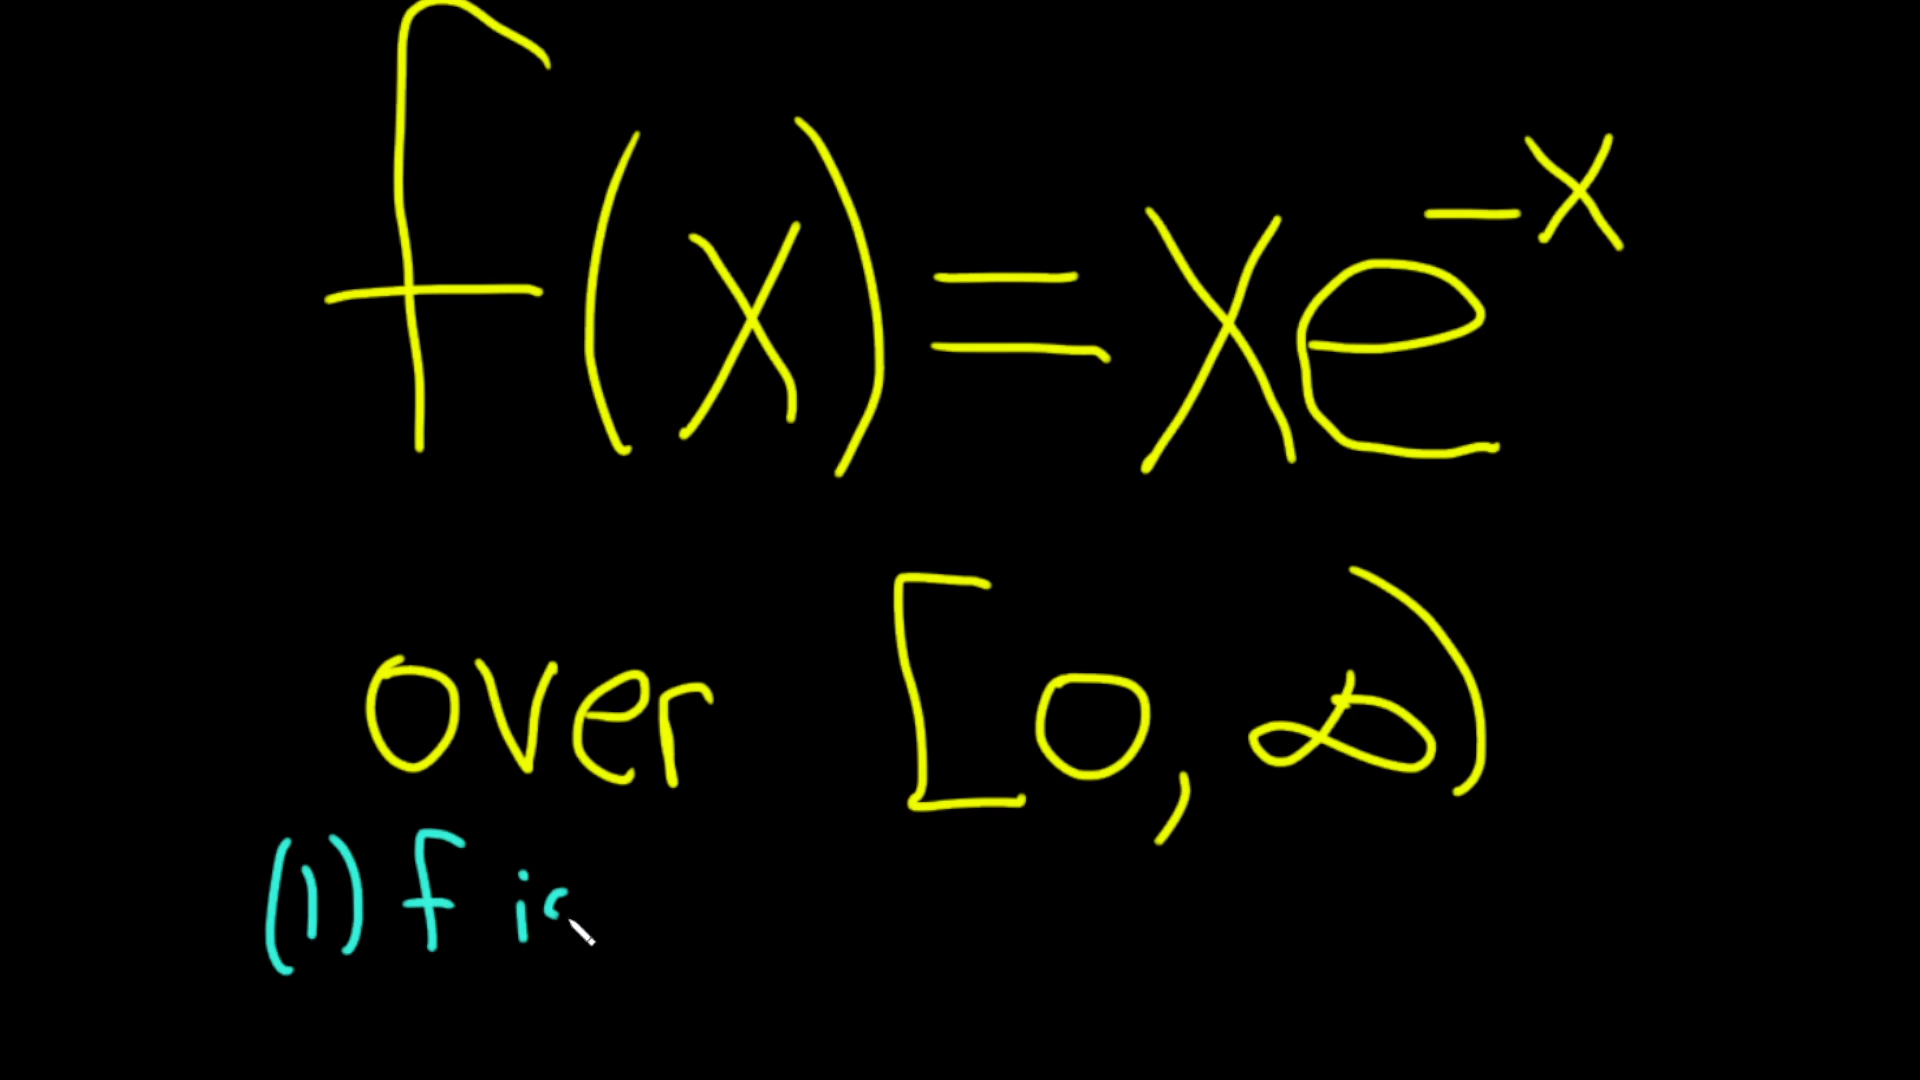 f(x)=xe⁻ˣ
over [0,∞)
(1) f is